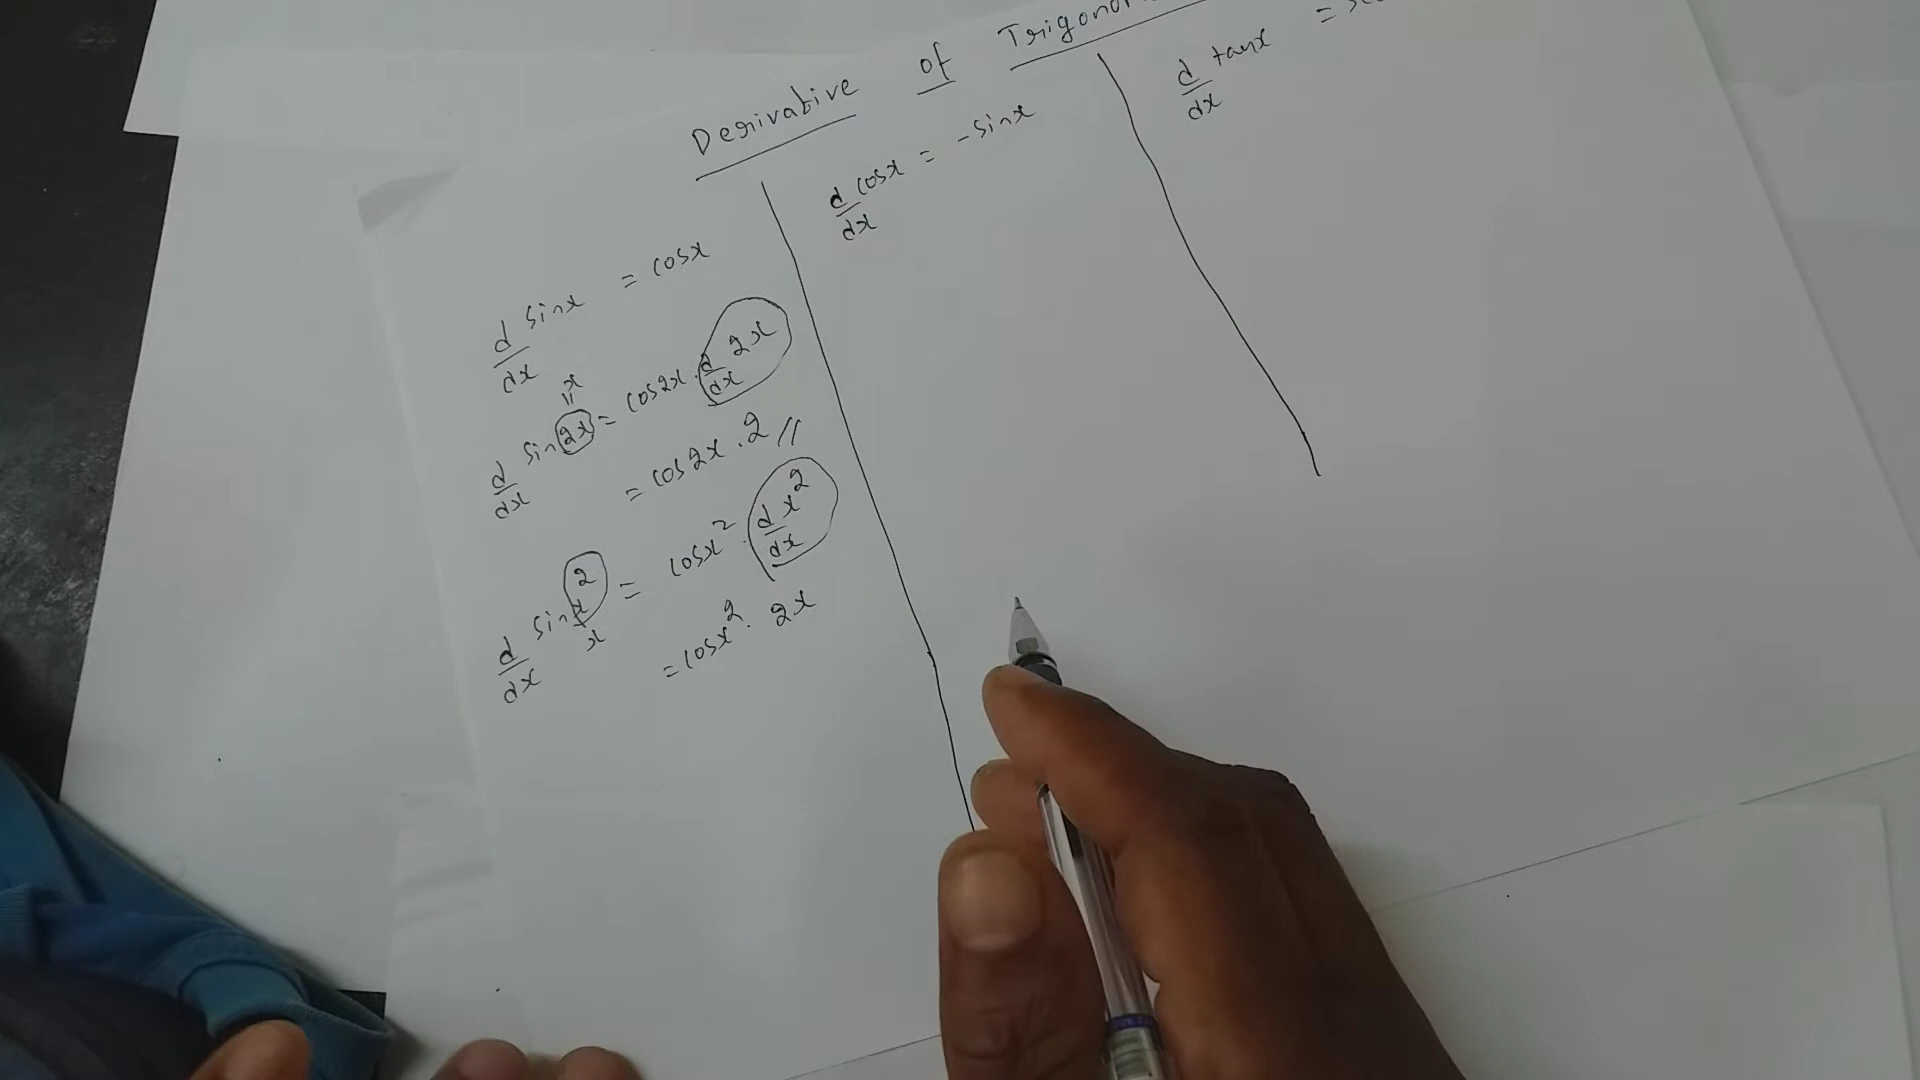 Derivative of
d/dx sinx = cosx
x
d/dx sin2x = cos2x . d/dx 2x
= cos2x . 2 //
d/dx sinx² = cosx² . d/dx x²
x
= cosx² . 2x
d/dx cosx = -sinx
d/dx tanx =